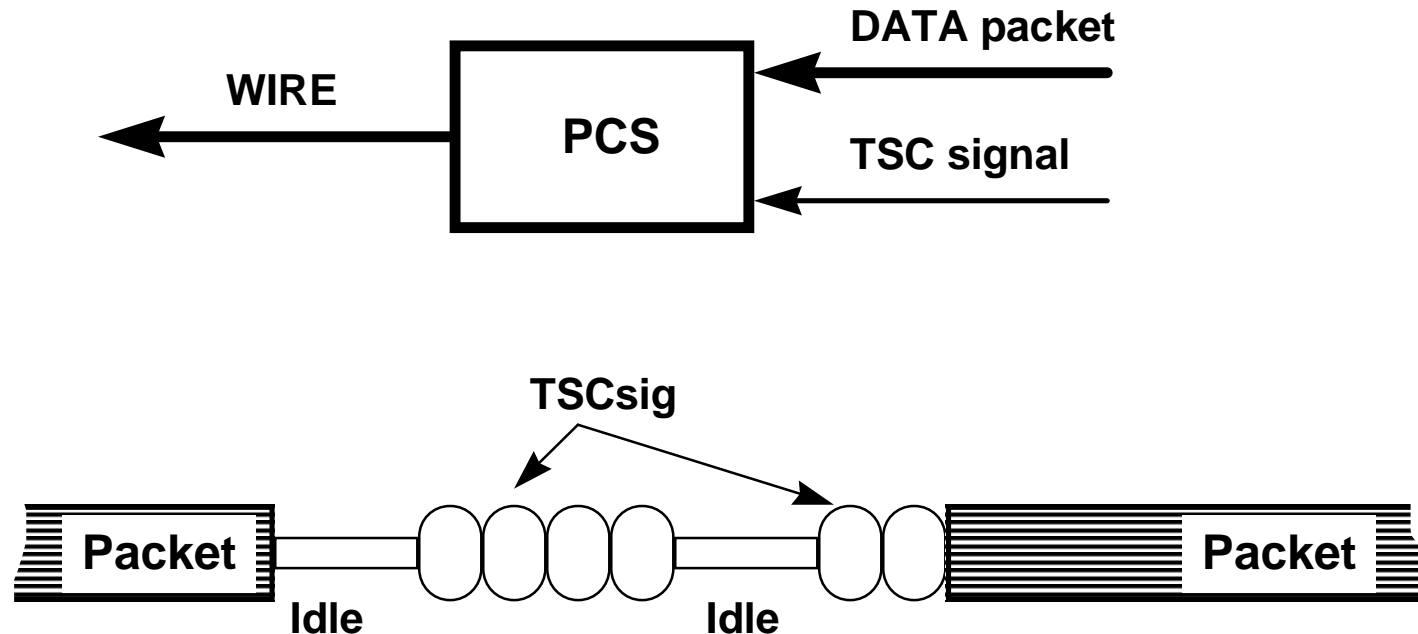 DATA packet
WIRE
PCS
TSC signal
TSCsig
Packet
Packet
Idle
Idle